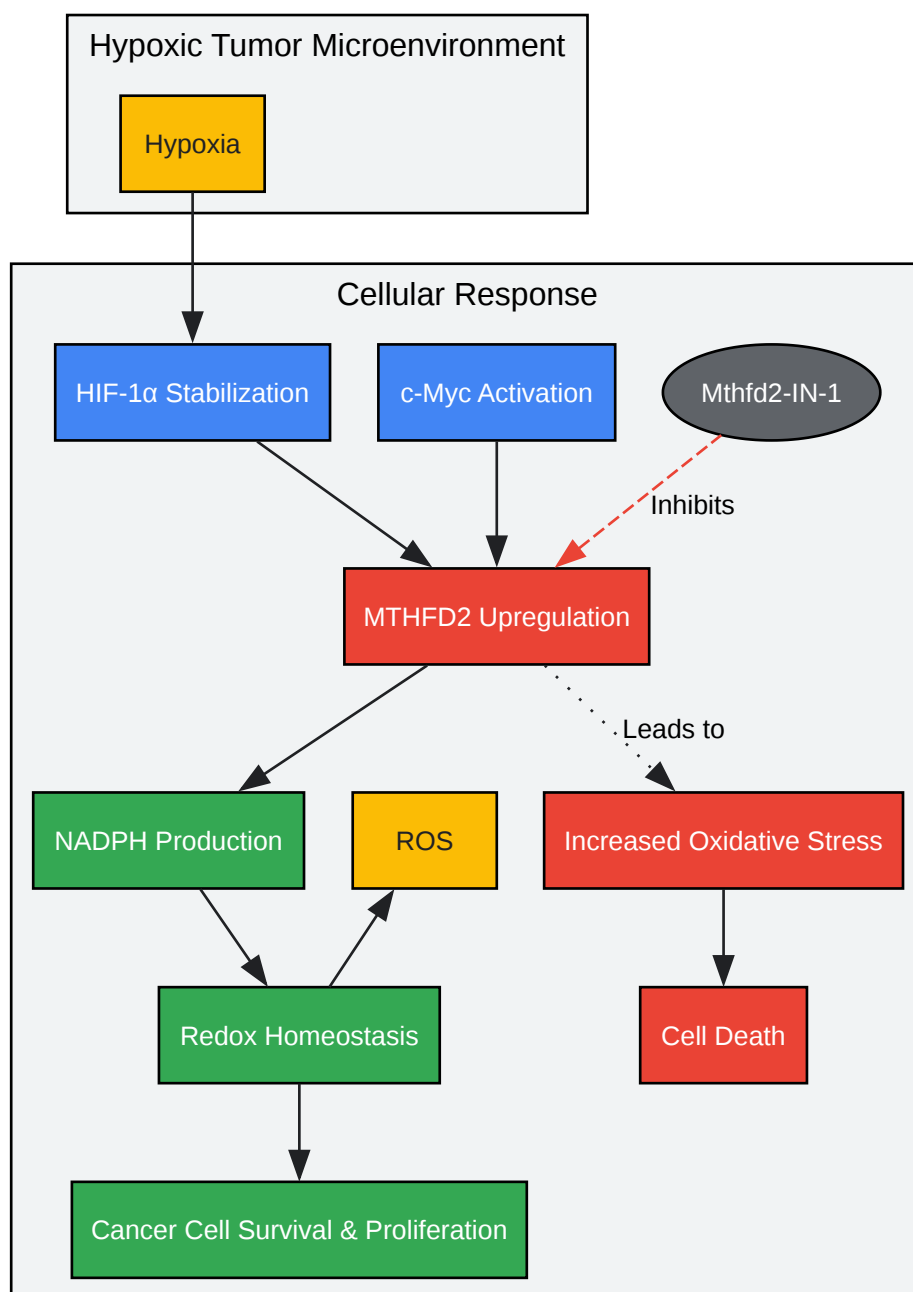 Hypoxic Tumor Microenvironment
Hypoxia
Cellular Response
HIF-1α Stabilization
c-Myc Activation
Mthfd2-IN-1
Inhibits
MTHFD2 Upregulation
Leads to
NADPH Production
ROS
Increased Oxidative Stress
Redox Homeostasis
Cell Death
Cancer Cell Survival & Proliferation